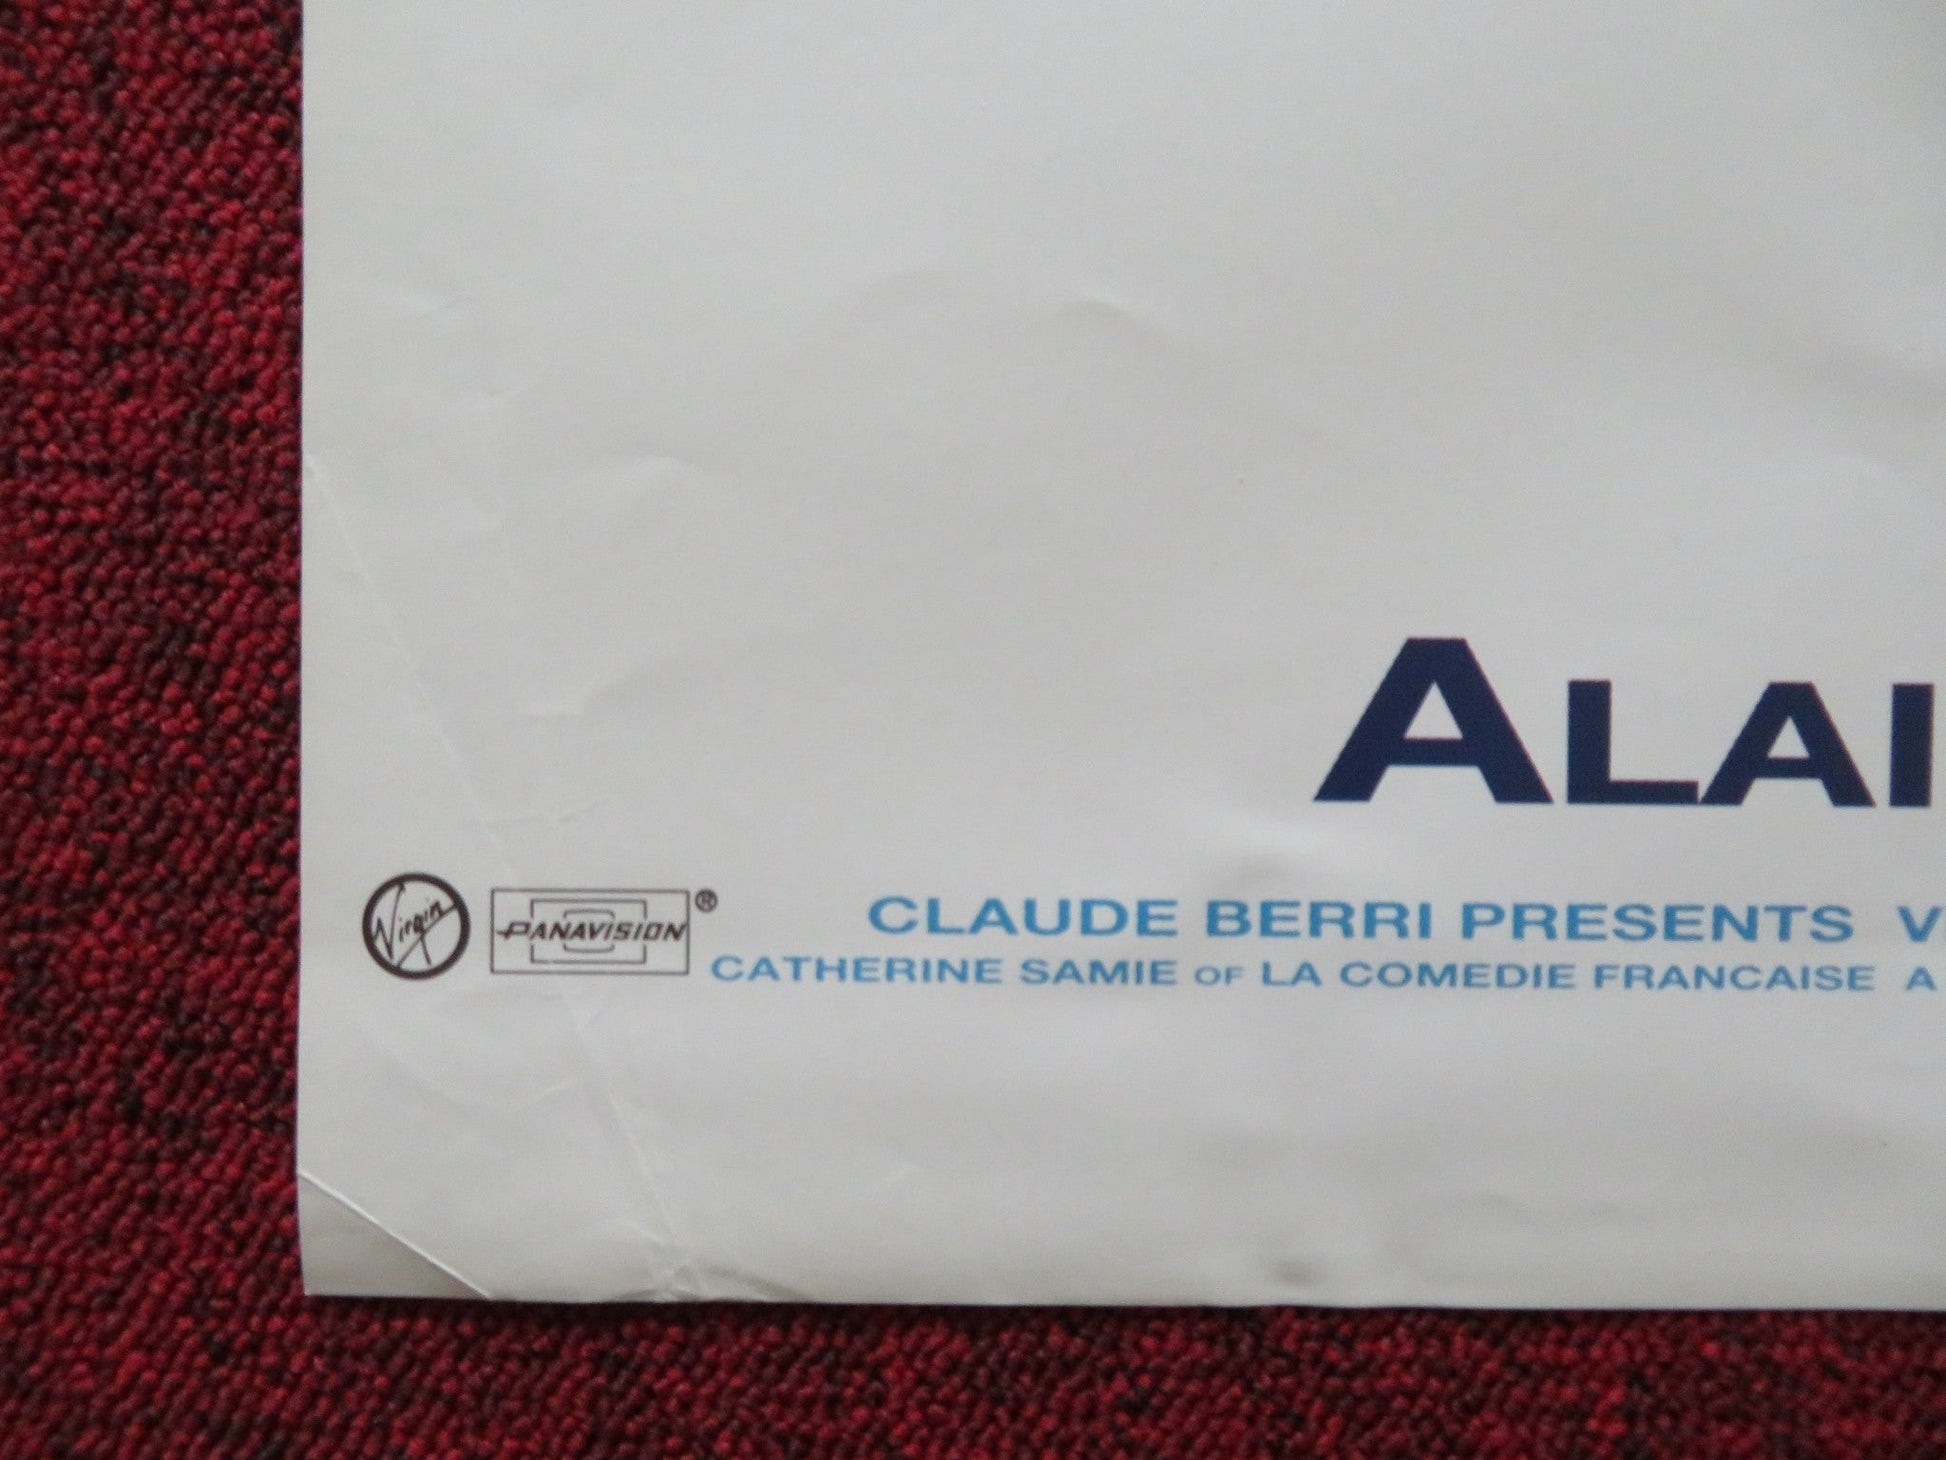 ALAI
Virgin PANAVISION ® CLAUDE BERRI PRESENTS
CATHERINE SAMIE OF LA COMEDIE FRANCAISE A